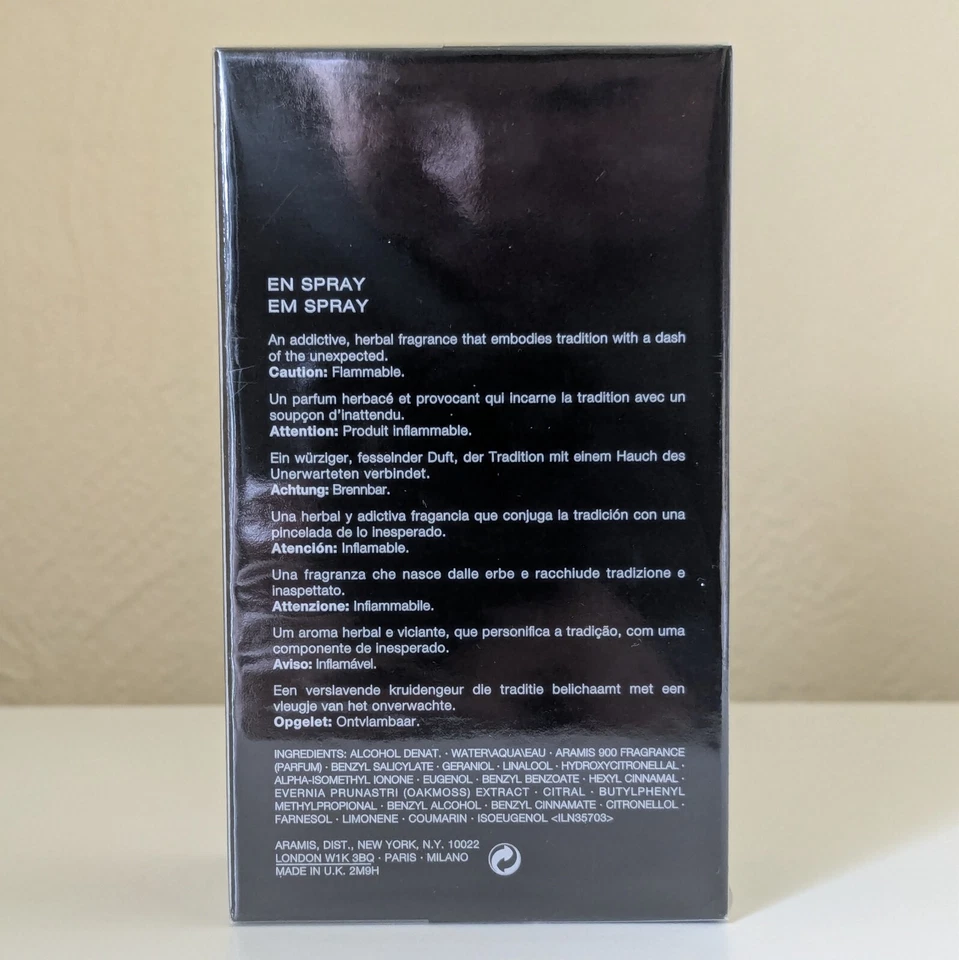 EN SPRAY
EM SPRAY
An addictive, herbal fragrance that embodies tradition with a dash
of the unexpected.
Caution: Flammable.
Un parfum herbacé et provocant qui incarne la tradition avec un
soupçon d'inattendu.
Attention: Produit inflammable.
Ein würziger, fesselnder Duft, der Tradition mit einem Hauch des
Unerwarteten verbindet.
Achtung: Brennbar.
Una herbal y adictiva fragancia que conjuga la tradición con una
pincelada de lo inesperado.
Atención: Inflamable.
Una fragranza che nasce dalle erbe e racchiude tradizione e
inaspettato.
Attenzione: Infiammabile.
Um aroma herbal e viciante, que personifica a tradição, com uma
componente de inesperado.
Aviso: Inflamável.
Een verslavende kruidengeur die traditie belichaamt met een
vleugje van het onverwachte.
Opgelet: Ontvlambaar.
INGREDIENTS: ALCOHOL DENAT. · WATER\AQUA\EAU · ARAMIS 900 FRAGRANCE
(PARFUM) · BENZYL SALICYLATE · GERANIOL · LINALOOL · HYDROXYCITRONELLAL ·
ALPHA-ISOMETHYL IONONE · EUGENOL · BENZYL BENZOATE · HEXYL CINNAMAL ·
EVERNIA PRUNASTRI (OAKMOSS) EXTRACT · CITRAL · BUTYLPHENYL
METHYLPROPIONAL · BENZYL ALCOHOL · BENZYL CINNAMATE · CITRONELLOL ·
FARNESOL · LIMONENE · COUMARIN · ISOEUGENOL <ILN35703>
ARAMIS, DIST., NEW YORK, N.Y. 10022
LONDON W1K 3BQ · PARIS · MILANO
MADE IN U.K. 2M9H